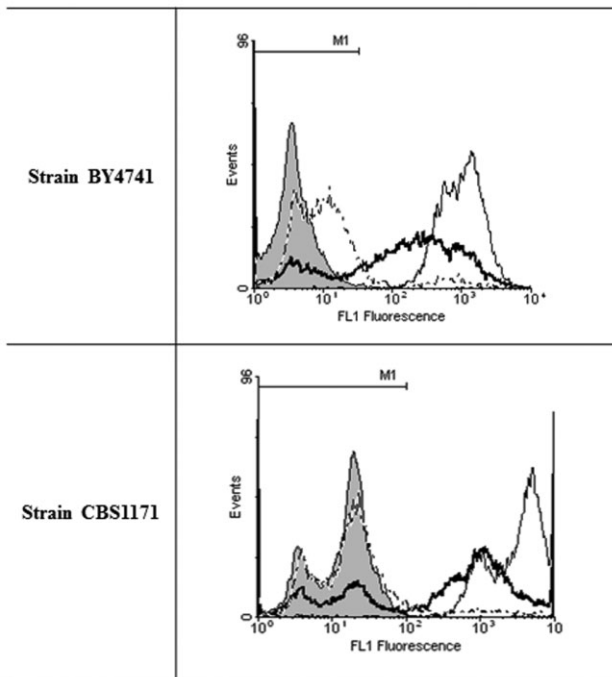 Strain BY4741
96
M1
Events
0
10⁰ 10¹ 10² 10³ 10⁴
FL1 Fluorescence
Strain CBS1171
96
M1
Events
0
10⁰ 10¹ 10² 10³ 10
FL1 Fluorescence